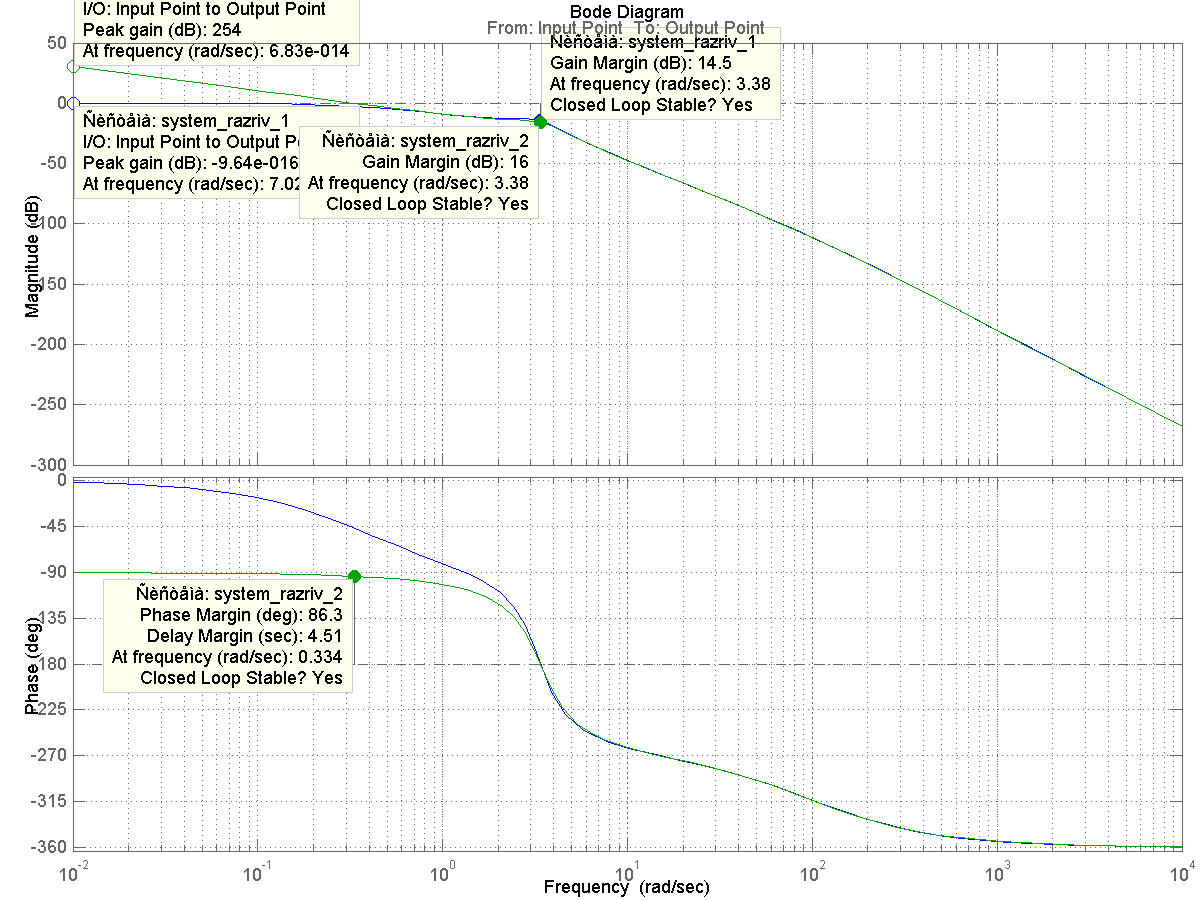 Bode Diagram
From: Input Point To: Output Point
I/O: Input Point to Output Point
Peak gain (dB): 254
At frequency (rad/sec): 6.83e-014
Ñèñòåìà: system_razriv_1
Gain Margin (dB): 14.5
At frequency (rad/sec): 3.38
Closed Loop Stable? Yes
Ñèñòåìà: system_razriv_1
I/O: Input Point to Output P
Peak gain (dB): -9.64e-016
At frequency (rad/sec): 7.02
Ñèñòåìà: system_razriv_2
Gain Margin (dB): 16
At frequency (rad/sec): 3.38
Closed Loop Stable? Yes
Magnitude (dB)
50
0
-50
-100
-150
-200
-250
-300
Ñèñòåìà: system_razriv_2
Phase Margin (deg): 86.3
Delay Margin (sec): 4.51
At frequency (rad/sec): 0.334
Closed Loop Stable? Yes
Phase (deg)
0
-45
-90
-135
-180
-225
-270
-315
-360
10^-2
10^-1
10^0
10^1
10^2
10^3
10^4
Frequency (rad/sec)